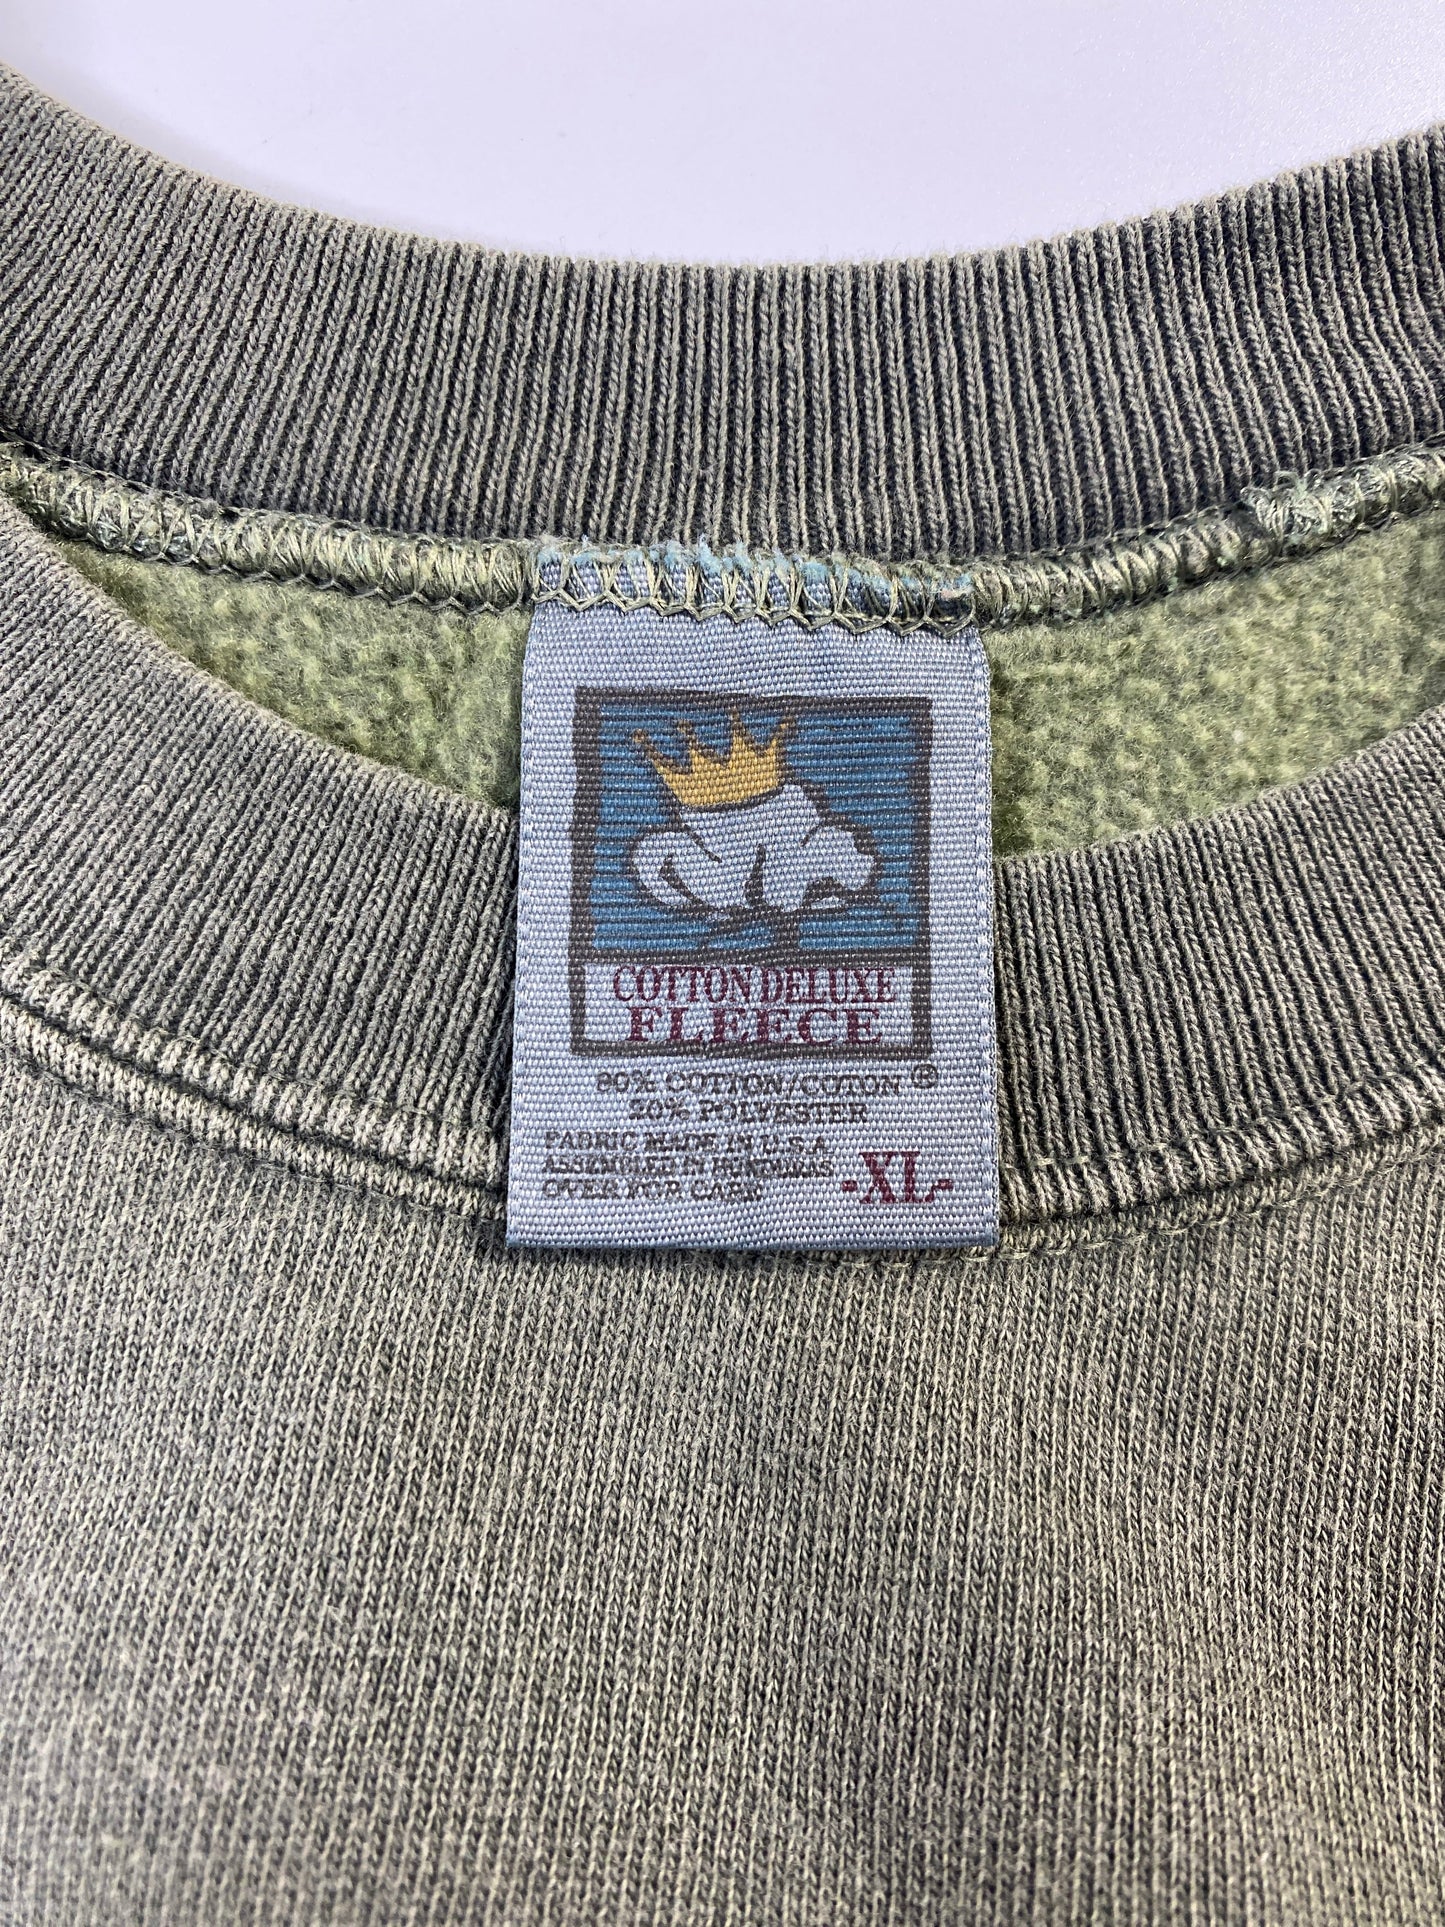 COTTON DELUXE
FLEECE
80% COTTON/COTON ®
20% POLYESTER
FABRIC MADE IN U.S.A
ASSEMBLED IN HONDURAS
OVER FOR CARE
-XL-